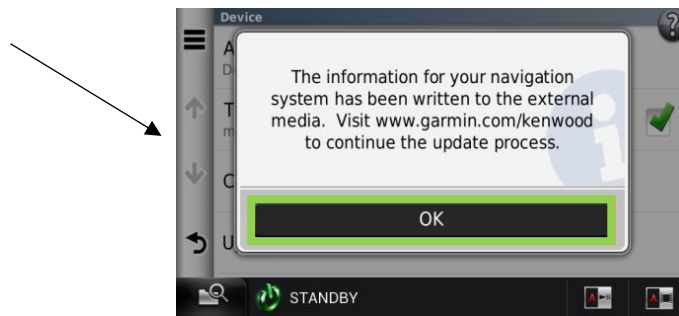 Device
?
A
D
The information for your navigation
system has been written to the external
media. Visit www.garmin.com/kenwood
to continue the update process.
T
m
C
OK
U
STANDBY